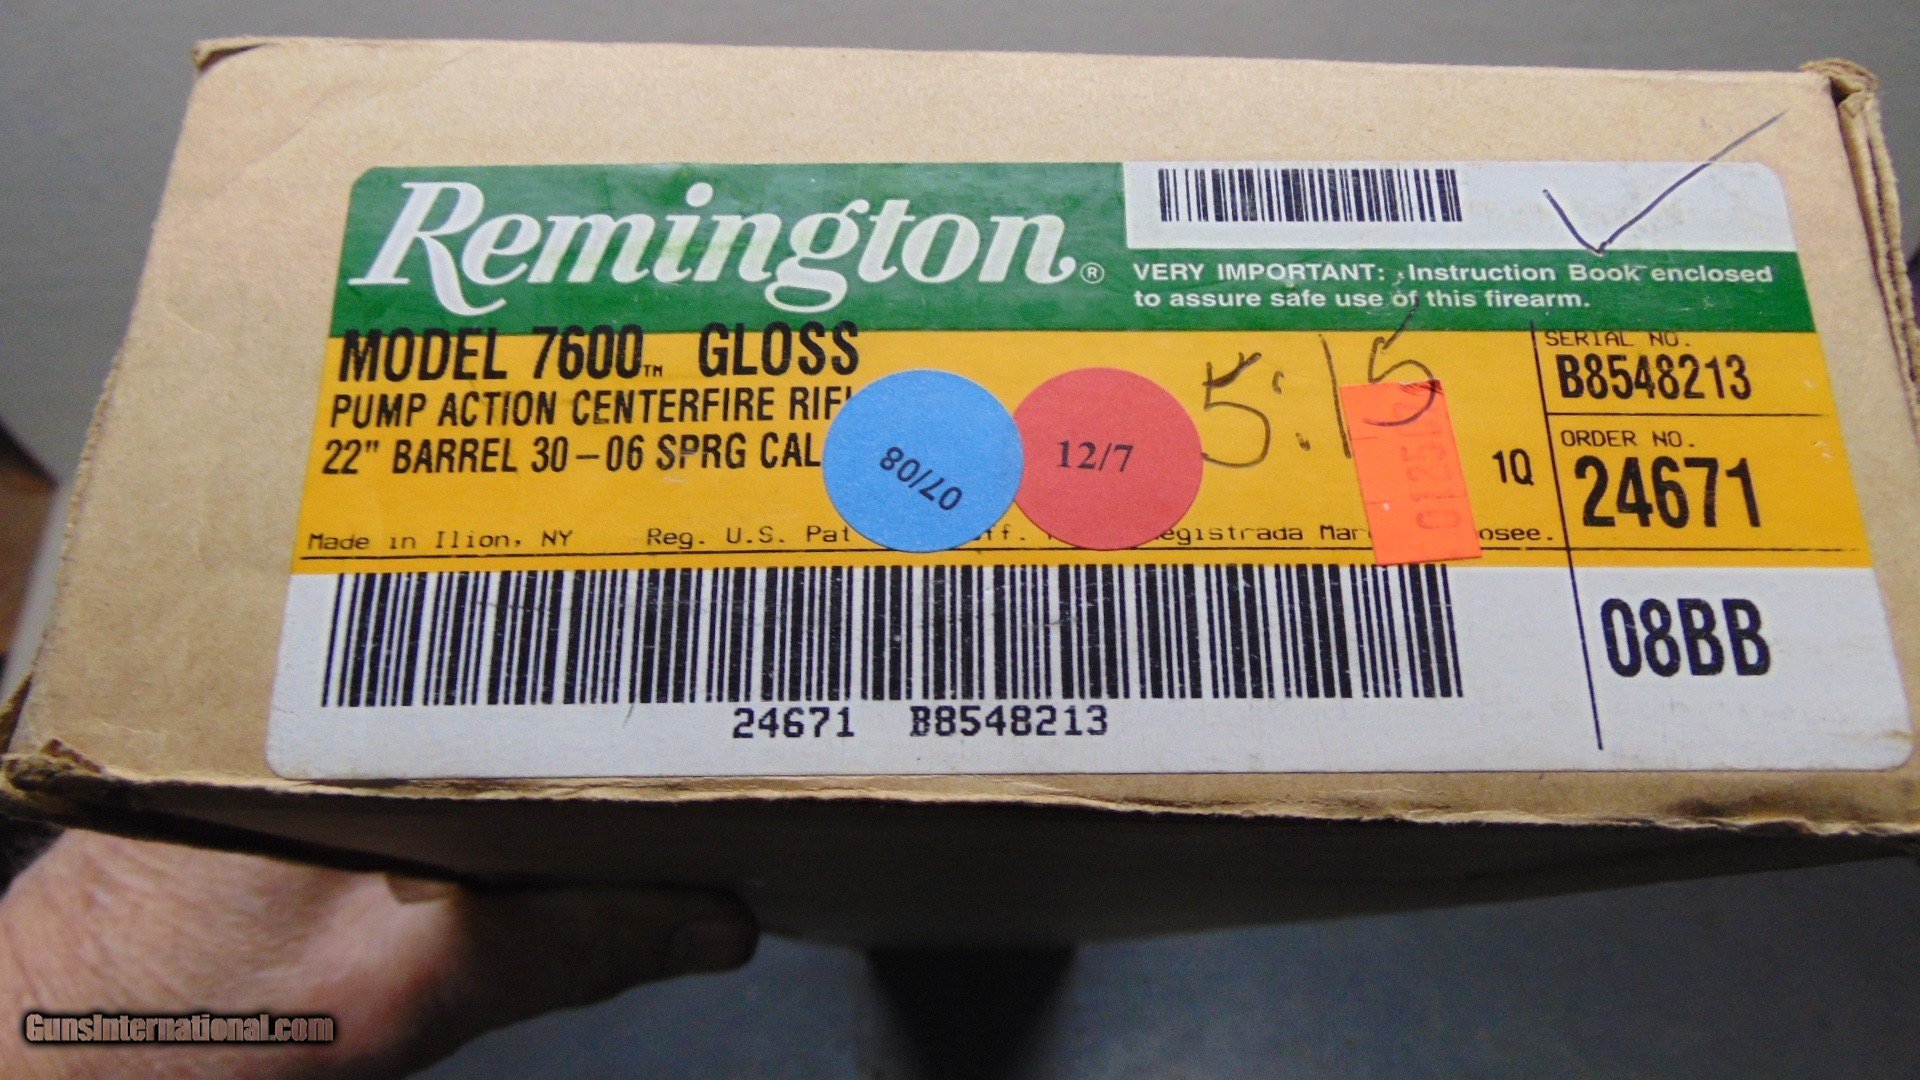 Remington®
VERY IMPORTANT: Instruction Book enclosed
to assure safe use of this firearm.
MODEL 7600™ GLOSS
PUMP ACTION CENTERFIRE
22" BARREL 30-06 SPRG CAL
07/08
12/7
5:15
1Q
SERIAL NO.
B8548213
ORDER NO.
24671
Made in Ilion, NY Reg. U.S. Pat
08BB
24671 B8548213
GunsInternational.com